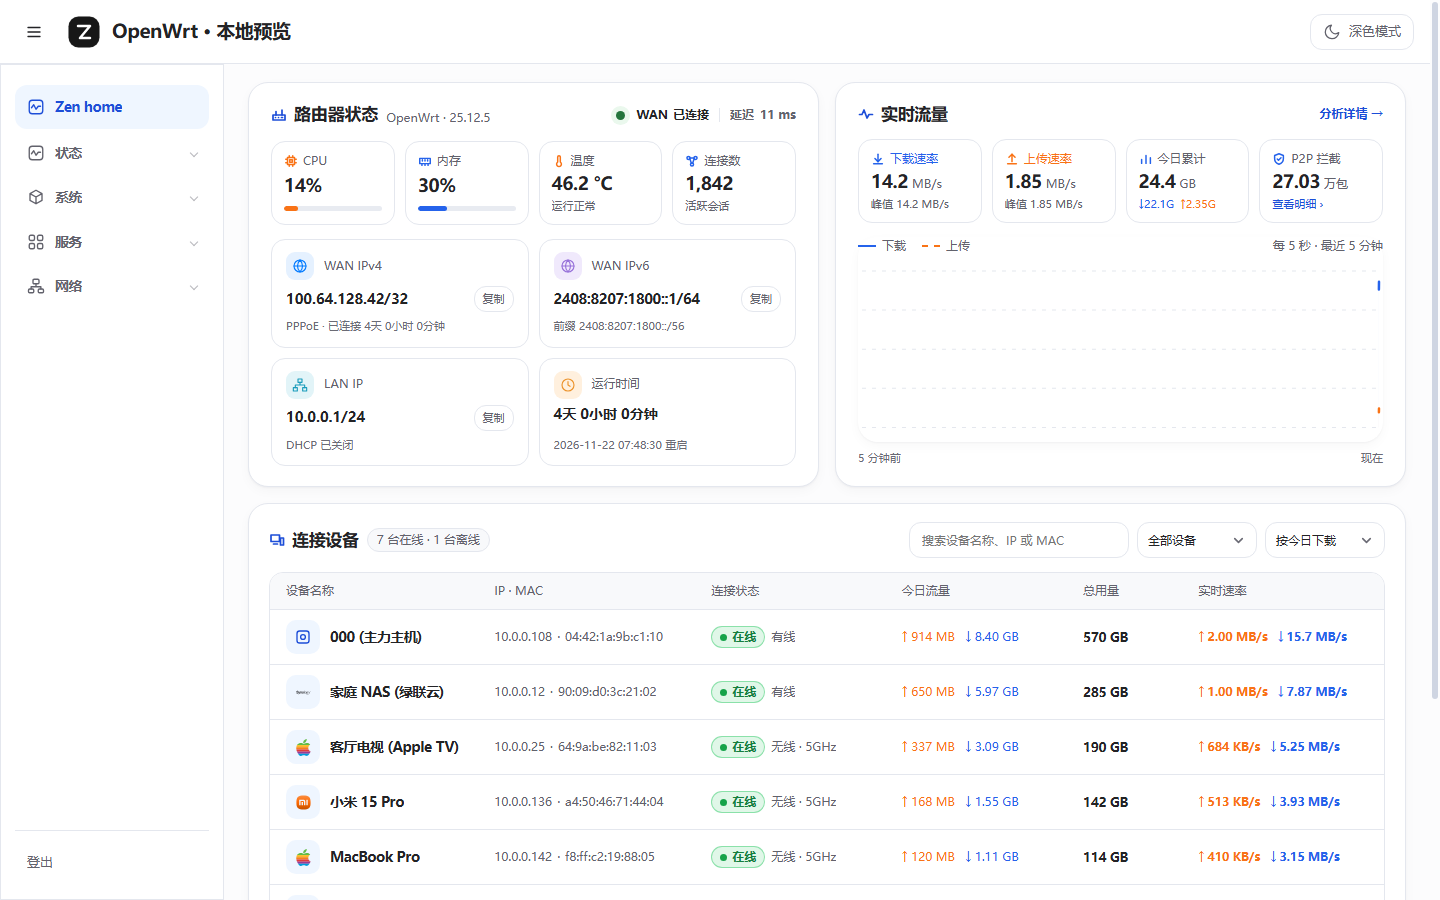 OpenWrt • 本地预览
深色模式
Zen home
状态
系统
服务
网络
登出
路由器状态 OpenWrt · 25.12.5
WAN 已连接 延迟 11 ms
CPU
14%
内存
30%
温度
46.2 °C
运行正常
连接数
1,842
活跃会话
WAN IPv4
100.64.128.42/32
复制
PPPoE · 已连接 4天 0小时 0分钟
WAN IPv6
2408:8207:1800::1/64
复制
前缀 2408:8207:1800::/56
LAN IP
10.0.0.1/24
复制
DHCP 已关闭
运行时间
4天 0小时 0分钟
2026-11-22 07:48:30 重启
实时流量
分析详情 →
下载速率
14.2 MB/s
峰值 14.2 MB/s
上传速率
1.85 MB/s
峰值 1.85 MB/s
今日累计
24.4 GB
↓22.1G ↑2.35G
P2P 拦截
27.03 万包
查看明细 ›
下载 上传
每 5 秒 · 最近 5 分钟
5 分钟前 现在
连接设备 7 台在线 · 1 台离线
搜索设备名称、IP 或 MAC
全部设备
按今日下载
设备名称 IP · MAC 连接状态 今日流量 总用量 实时速率
000 (主力主机) 10.0.0.108 · 04:42:1a:9b:c1:10 在线 有线 ↑914 MB ↓8.40 GB 570 GB ↑2.00 MB/s ↓15.7 MB/s
家庭 NAS (绿联云) 10.0.0.12 · 90:09:d0:3c:21:02 在线 有线 ↑650 MB ↓5.97 GB 285 GB ↑1.00 MB/s ↓7.87 MB/s
客厅电视 (Apple TV) 10.0.0.25 · 64:9a:be:82:11:03 在线 无线 · 5GHz ↑337 MB ↓3.09 GB 190 GB ↑684 KB/s ↓5.25 MB/s
小米 15 Pro 10.0.0.136 · a4:50:46:71:44:04 在线 无线 · 5GHz ↑168 MB ↓1.55 GB 142 GB ↑513 KB/s ↓3.93 MB/s
MacBook Pro 10.0.0.142 · f8:ff:c2:19:88:05 在线 无线 · 5GHz ↑120 MB ↓1.11 GB 114 GB ↑410 KB/s ↓3.15 MB/s